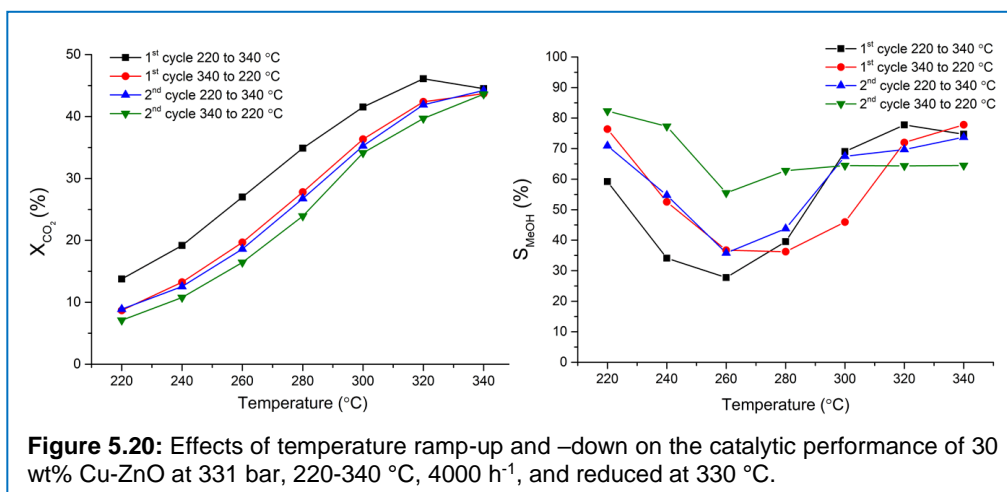 1st cycle 220 to 340 °C
1st cycle 340 to 220 °C
2nd cycle 220 to 340 °C
2nd cycle 340 to 220 °C
50
40
30
20
10
0
XCO2 (%)
220 240 260 280 300 320 340
Temperature (°C)
1st cycle 220 to 340 °C
1st cycle 340 to 220 °C
2nd cycle 220 to 340 °C
2nd cycle 340 to 220 °C
100
90
80
70
60
50
40
30
20
10
0
SMeOH (%)
220 240 260 280 300 320 340
Temperature (°C)
Figure 5.20: Effects of temperature ramp-up and –down on the catalytic performance of 30
wt% Cu-ZnO at 331 bar, 220-340 °C, 4000 h-1, and reduced at 330 °C.